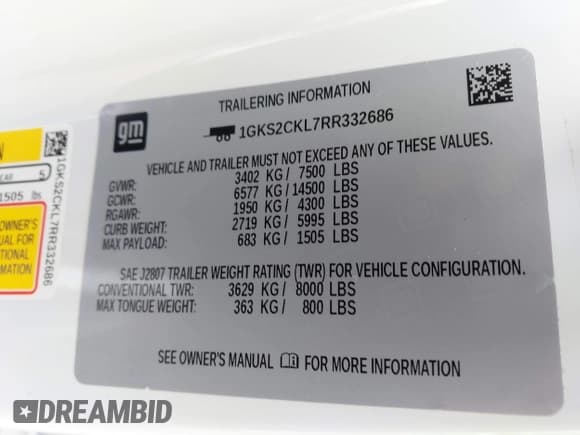 TRAILERING INFORMATION
gm
1GKS2CKL7RR332686
VEHICLE AND TRAILER MUST NOT EXCEED ANY OF THESE VALUES.
GVWR: 3402 KG / 7500 LBS
GCWR: 6577 KG / 14500 LBS
RGAWR: 1950 KG / 4300 LBS
CURB WEIGHT: 2719 KG / 5995 LBS
MAX PAYLOAD: 683 KG / 1505 LBS
SAE J2807 TRAILER WEIGHT RATING (TWR) FOR VEHICLE CONFIGURATION.
CONVENTIONAL TWR: 3629 KG / 8000 LBS
MAX TONGUE WEIGHT: 363 KG / 800 LBS
SEE OWNER'S MANUAL FOR MORE INFORMATION
N
EAR 5
1505 lbs
OWNER'S
UAL FOR
TIONAL
RMATION
1GKS2CKL7RR332686
DREAMBID